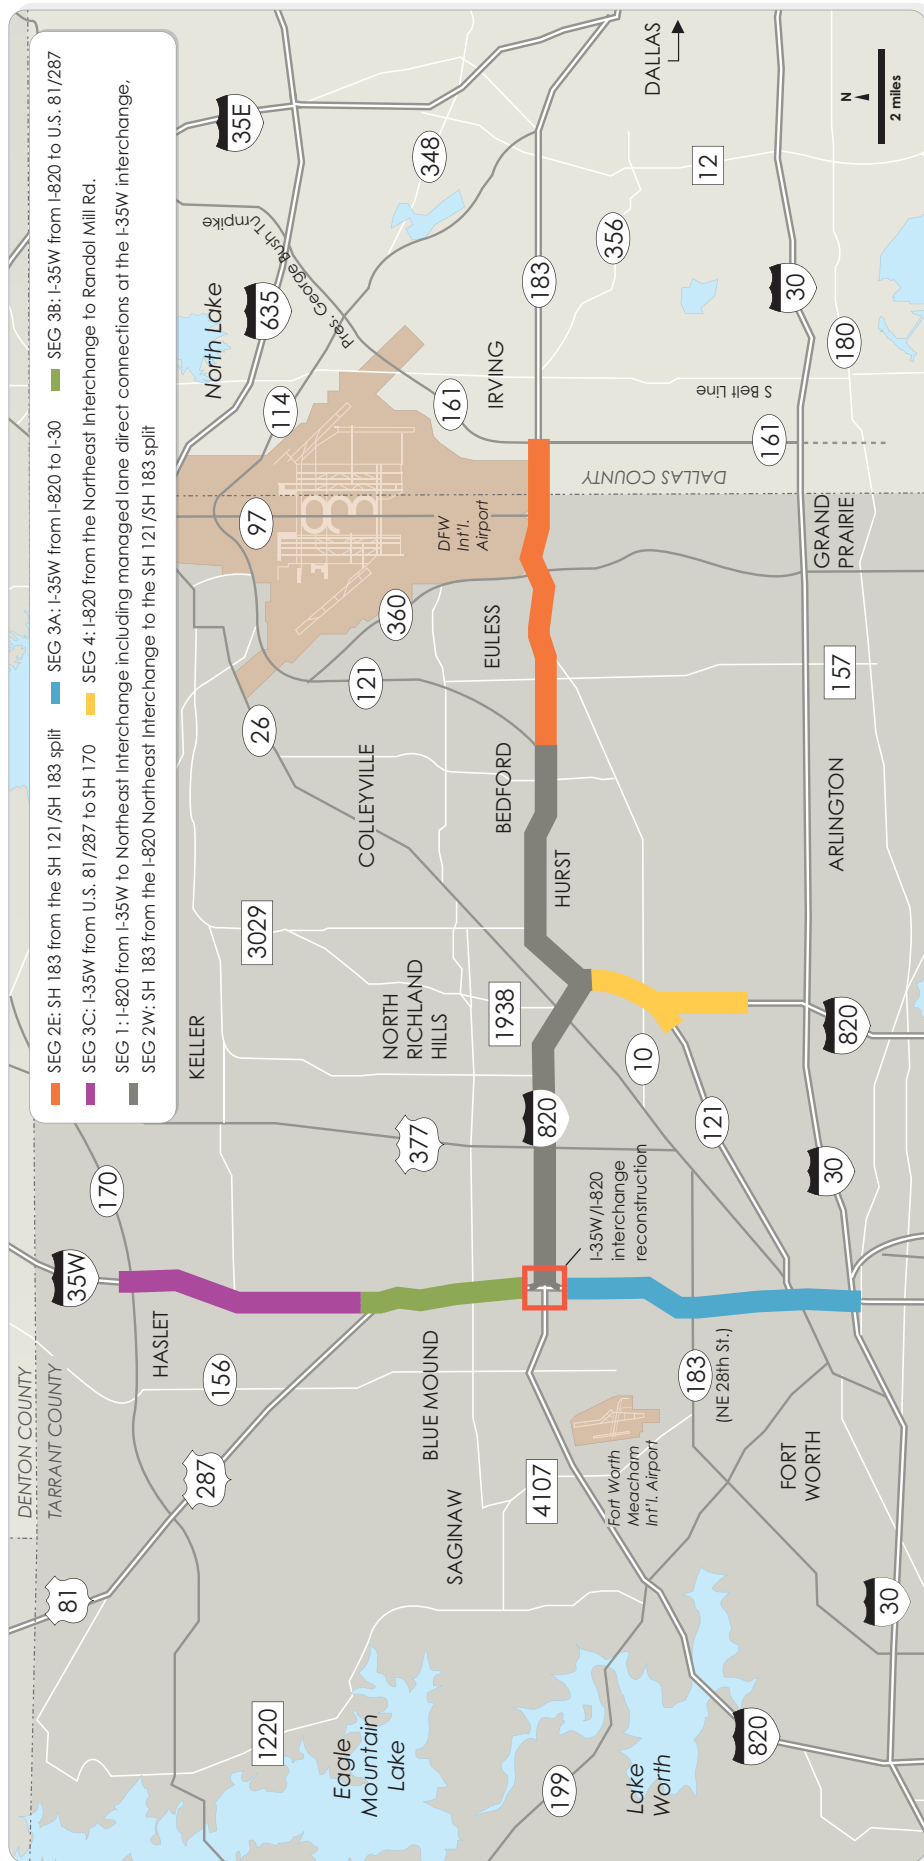 SEG 2E: SH 183 from the SH 121/SH 183 split
SEG 3A: I-35W from I-820 to I-30
SEG 3B: I-35W from I-820 to U.S. 81/287
SEG 3C: I-35W from U.S. 81/287 to SH 170
SEG 4: I-820 from the Northeast Interchange to Randol Mill Rd.
SEG 1: I-820 from I-35W to Northeast Interchange including managed lane direct connections at the I-35W interchange,
SEG 2W: SH 183 from the I-820 Northeast Interchange to the SH 121/SH 183 split
DENTON COUNTY
TARRANT COUNTY
81
287
156
HASLET
35W
170
KELLER
3029
26
97
114
North Lake
635
35E
Pres. George Bush Turnpike
348
1220
Eagle
Mountain
Lake
SAGINAW
BLUE MOUND
377
NORTH
RICHLAND
HILLS
COLLEYVILLE
121
360
DFW
Int'l.
Airport
161
IRVING
EULESS
BEDFORD
HURST
1938
820
4107
183
356
DALLAS
199
Lake
Worth
Fort Worth
Meacham
Int'l. Airport
I-35W/I-820
interchange
reconstruction
10
183
(NE 28th St.)
121
DALLAS COUNTY
S Belt Line
12
161
30
180
820
FORT
WORTH
30
820
ARLINGTON
157
GRAND
PRAIRIE
30
N
2 miles